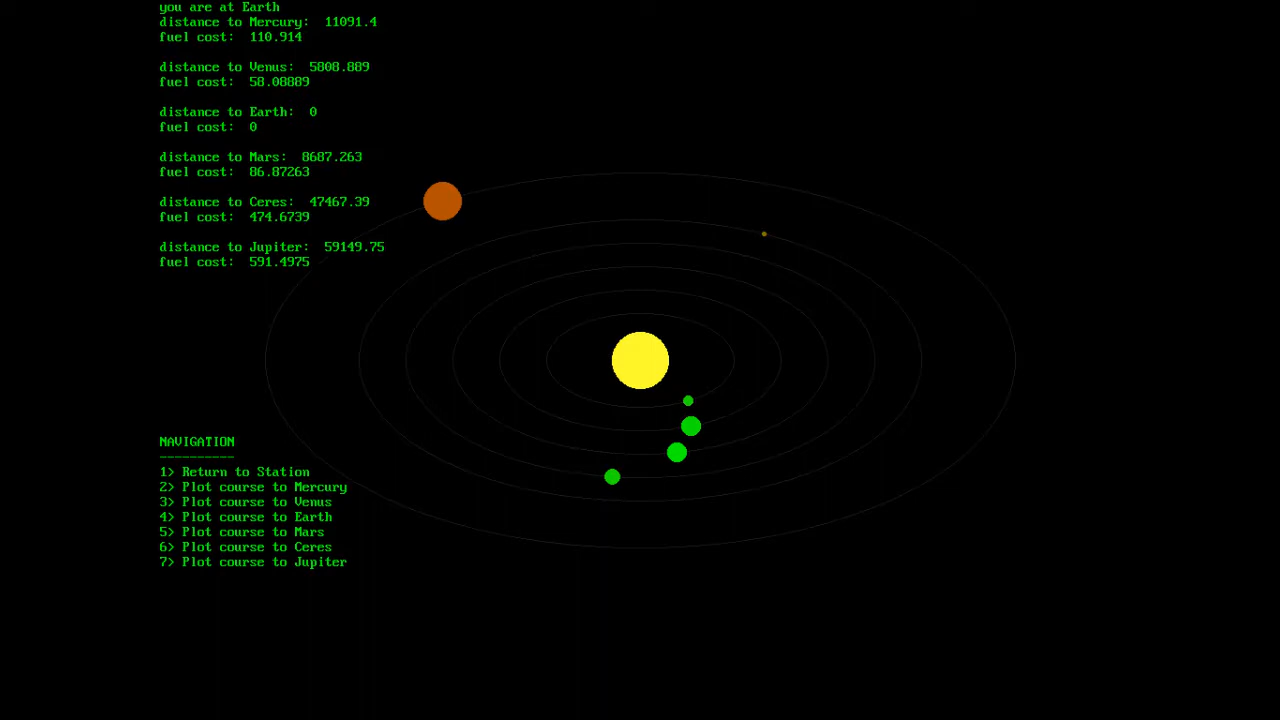 you are at Earth
distance to Mercury:  11091.4
fuel cost:  110.914
distance to Venus:  5808.889
fuel cost:  58.08889
distance to Earth:  0
fuel cost:  0
distance to Mars:  8687.263
fuel cost:  86.87263
distance to Ceres:  47467.39
fuel cost:  474.6739
distance to Jupiter:  59149.75
fuel cost:  591.4975
NAVIGATION
----------
1> Return to Station
2> Plot course to Mercury
3> Plot course to Venus
4> Plot course to Earth
5> Plot course to Mars
6> Plot course to Ceres
7> Plot course to Jupiter